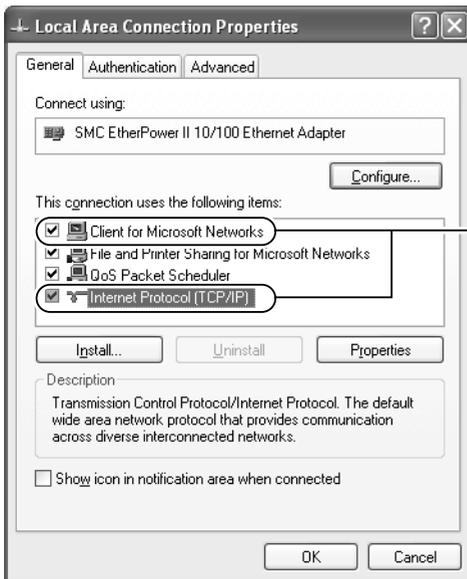 Local Area Connection Properties
General Authentication Advanced
Connect using:
SMC EtherPower II 10/100 Ethernet Adapter
Configure...
This connection uses the following items:
Client for Microsoft Networks
File and Printer Sharing for Microsoft Networks
QoS Packet Scheduler
Internet Protocol (TCP/IP)
Install... Uninstall Properties
Description
Transmission Control Protocol/Internet Protocol. The default
wide area network protocol that provides communication
across diverse interconnected networks.
Show icon in notification area when connected
OK Cancel